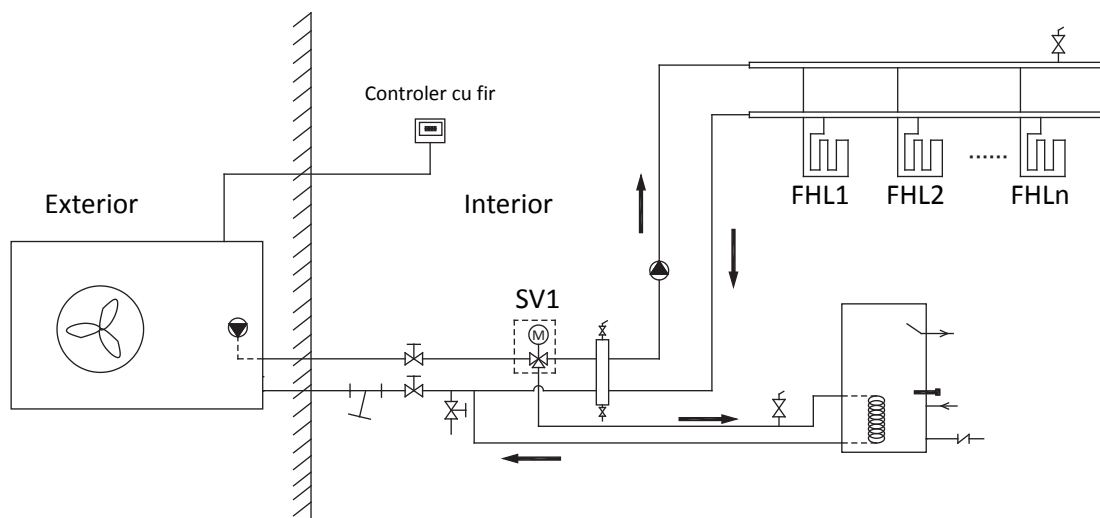 Controler cu fir
Exterior
Interior
FHL1
FHL2
......
FHLn
SV1
M